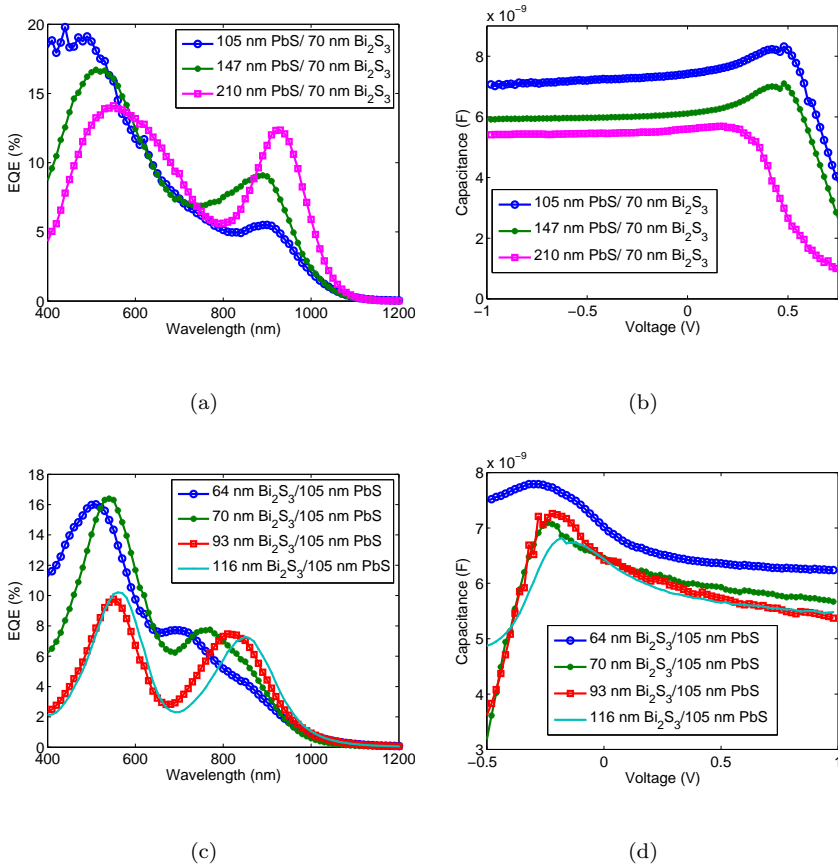 20
15
10
5
0
400
600
800
1000
1200
EQE (%)
Wavelength (nm)
105 nm PbS/ 70 nm Bi₂S₃
147 nm PbS/ 70 nm Bi₂S₃
210 nm PbS/ 70 nm Bi₂S₃
(a)
x 10⁻⁹
8
6
4
2
0
−1
−0.5
0
0.5
Capacitance (F)
Voltage (V)
105 nm PbS/ 70 nm Bi₂S₃
147 nm PbS/ 70 nm Bi₂S₃
210 nm PbS/ 70 nm Bi₂S₃
(b)
18
16
14
12
10
8
6
4
2
0
400
600
800
1000
1200
EQE (%)
Wavelength (nm)
64 nm Bi₂S₃/105 nm PbS
70 nm Bi₂S₃/105 nm PbS
93 nm Bi₂S₃/105 nm PbS
116 nm Bi₂S₃/105 nm PbS
(c)
x 10⁻⁹
8
7
6
5
4
3
−0.5
0
0.5
1
Capacitance (F)
Voltage (V)
64 nm Bi₂S₃/105 nm PbS
70 nm Bi₂S₃/105 nm PbS
93 nm Bi₂S₃/105 nm PbS
116 nm Bi₂S₃/105 nm PbS
(d)